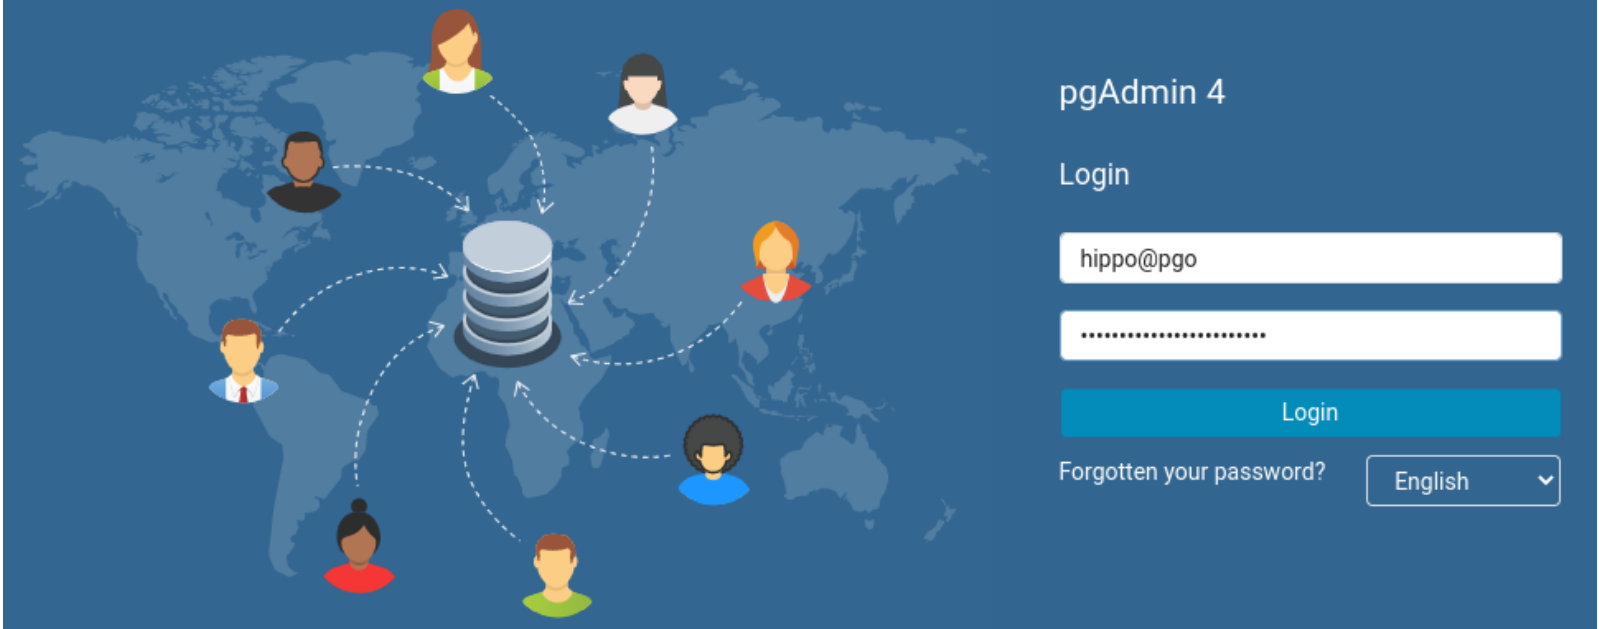 pgAdmin 4
Login
hippo@pgo
••••••••••••••••••••••••
Login
Forgotten your password?
English